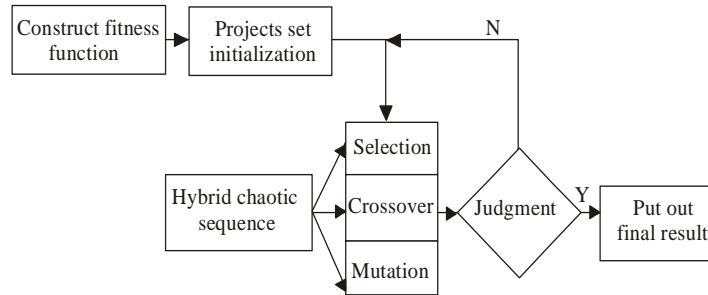 Construct fitness
function
Projects set
initialization
N
Selection
Hybrid chaotic
sequence
Crossover
Mutation
Judgment
Y
Put out
final result